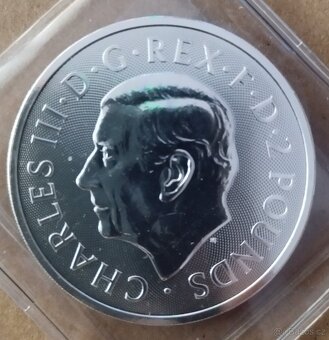 · CHARLES III · D · G · REX · F · D · 2 POUNDS